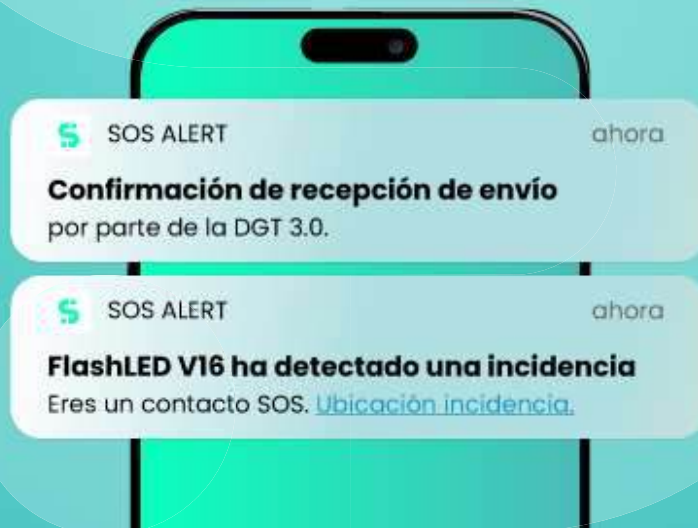 SOS ALERT ahora
Confirmación de recepción de envío
por parte de la DGT 3.0.
SOS ALERT ahora
FlashLED V16 ha detectado una incidencia
Eres un contacto SOS. Ubicación incidencia.